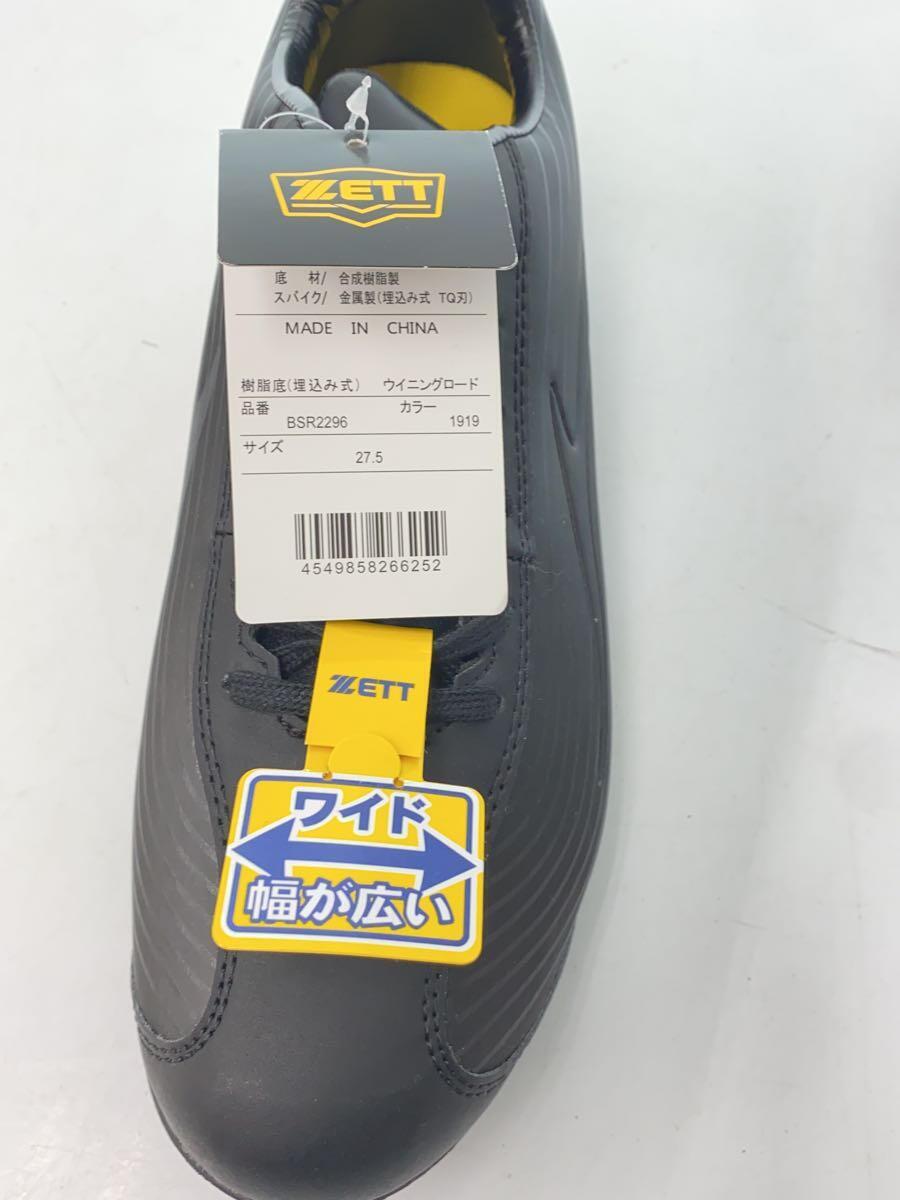 ZETT
底 材/ 合成樹脂製
スパイク/ 金属製(埋込み式 TQ刃)
MADE IN CHINA
樹脂底(埋込み式) ウイニングロード
品番 BSR2296 カラー 1919
サイズ 27.5
4549858266252
ZETT
ワイド
幅が広い